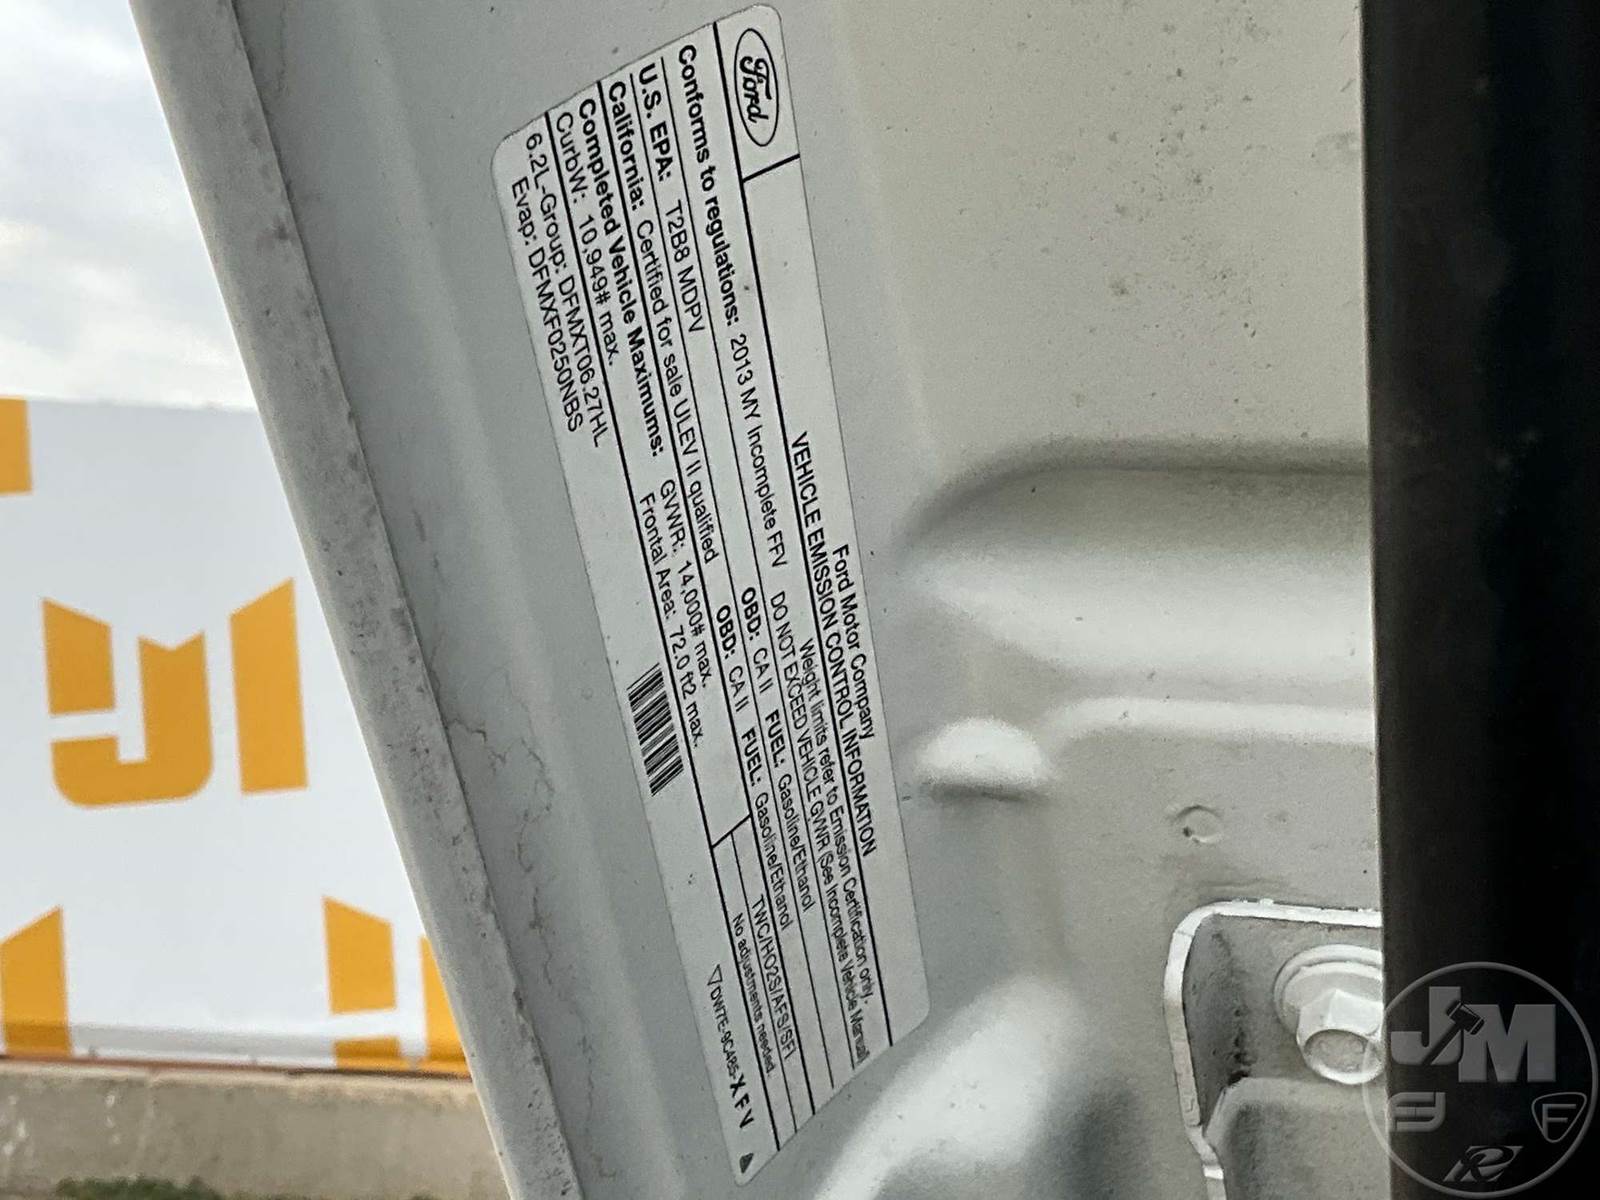 Ford
Ford Motor Company
VEHICLE EMISSION CONTROL INFORMATION
Weight limits refer to Emission Certification only.
Conforms to regulations: 2013 MY Incomplete FFV DO NOT EXCEED VEHICLE GVWR (See Incomplete Vehicle Manual
U.S. EPA: T2B8 MDPV OBD: CA II FUEL: Gasoline/Ethanol
California: Certified for sale ULEV II qualified OBD: CA II FUEL: Gasoline/Ethanol TWC/HO2S/AFS/SFI
Completed Vehicle Maximums: GVWR: 14,000# max. No adjustments needed.
CurbW: 10,949# max. Frontal Area: 72.0 ft2 max.
6.2L-Group: DFMXT06.27HL
Evap: DFMXF0250NBS
DW7E-9C485-XFV
JM
JM